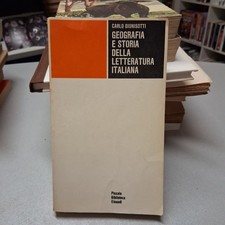 CARLO DIONISOTTI
GEOGRAFIA
E STORIA
DELLA
LETTERATURA
ITALIANA
Piccola
Biblioteca
Einaudi